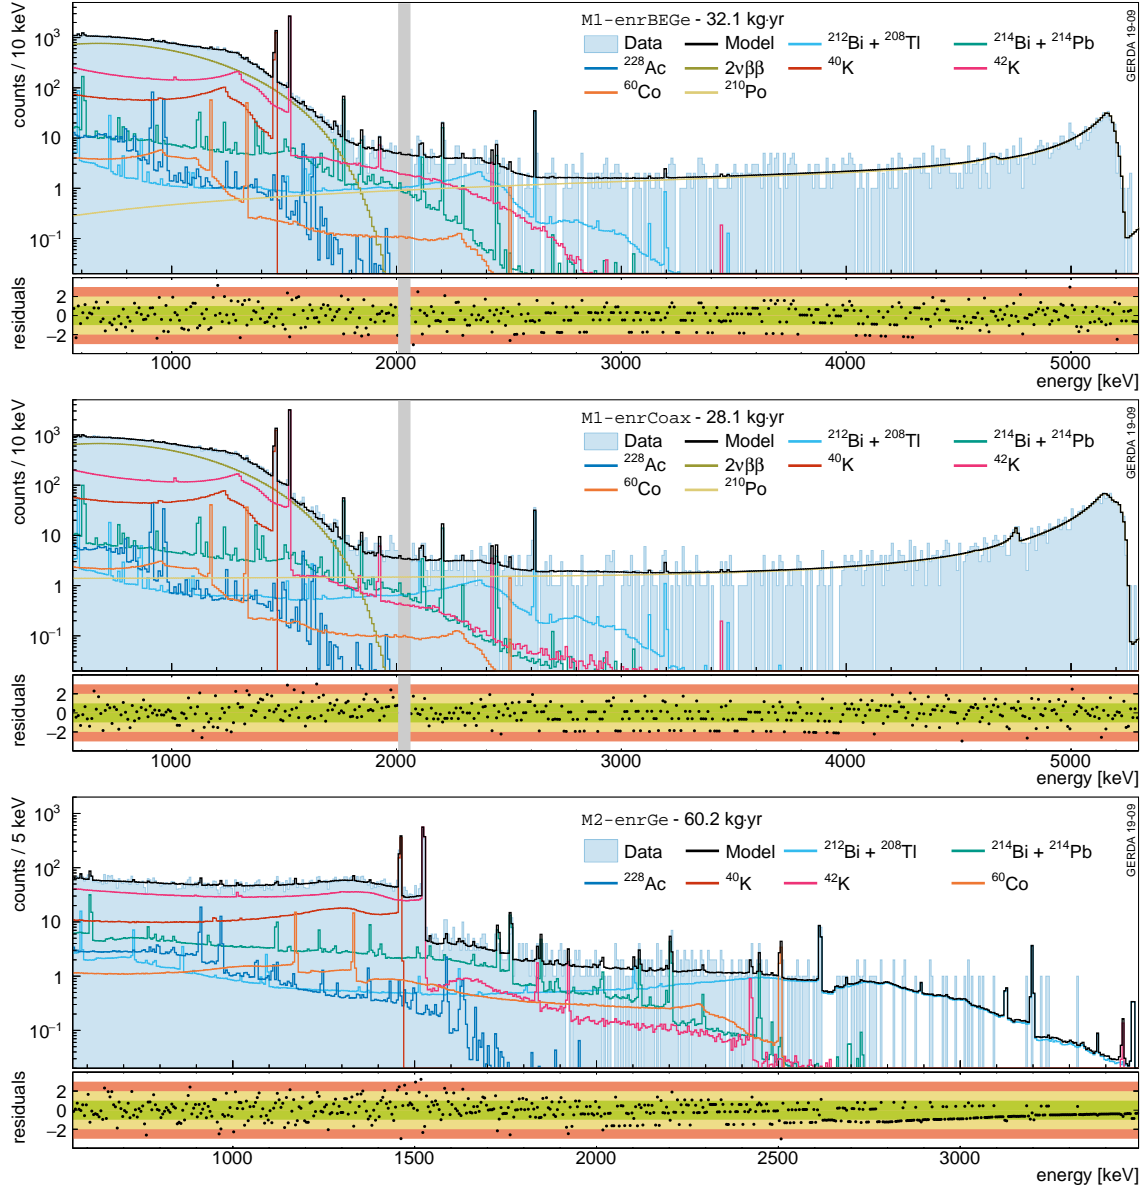 M1-enrBEGe - 32.1 kg·yr
Data Model ²¹²Bi + ²⁰⁸Tl ²¹⁴Bi + ²¹⁴Pb
²²⁸Ac 2νββ ⁴⁰K ⁴²K
⁶⁰Co ²¹⁰Po
GERDA 19-09
counts / 10 keV
10³
10²
10
1
10⁻¹
residuals
2
0
−2
1000 2000 3000 4000 5000
energy [keV]
M1-enrCoax - 28.1 kg·yr
Data Model ²¹²Bi + ²⁰⁸Tl ²¹⁴Bi + ²¹⁴Pb
²²⁸Ac 2νββ ⁴⁰K ⁴²K
⁶⁰Co ²¹⁰Po
GERDA 19-09
counts / 10 keV
10³
10²
10
1
10⁻¹
residuals
2
0
−2
1000 2000 3000 4000 5000
energy [keV]
M2-enrGe - 60.2 kg·yr
Data Model ²¹²Bi + ²⁰⁸Tl ²¹⁴Bi + ²¹⁴Pb
²²⁸Ac ⁴⁰K ⁴²K ⁶⁰Co
GERDA 19-09
counts / 5 keV
10³
10²
10
1
10⁻¹
residuals
2
0
−2
1000 1500 2000 2500 3000
energy [keV]